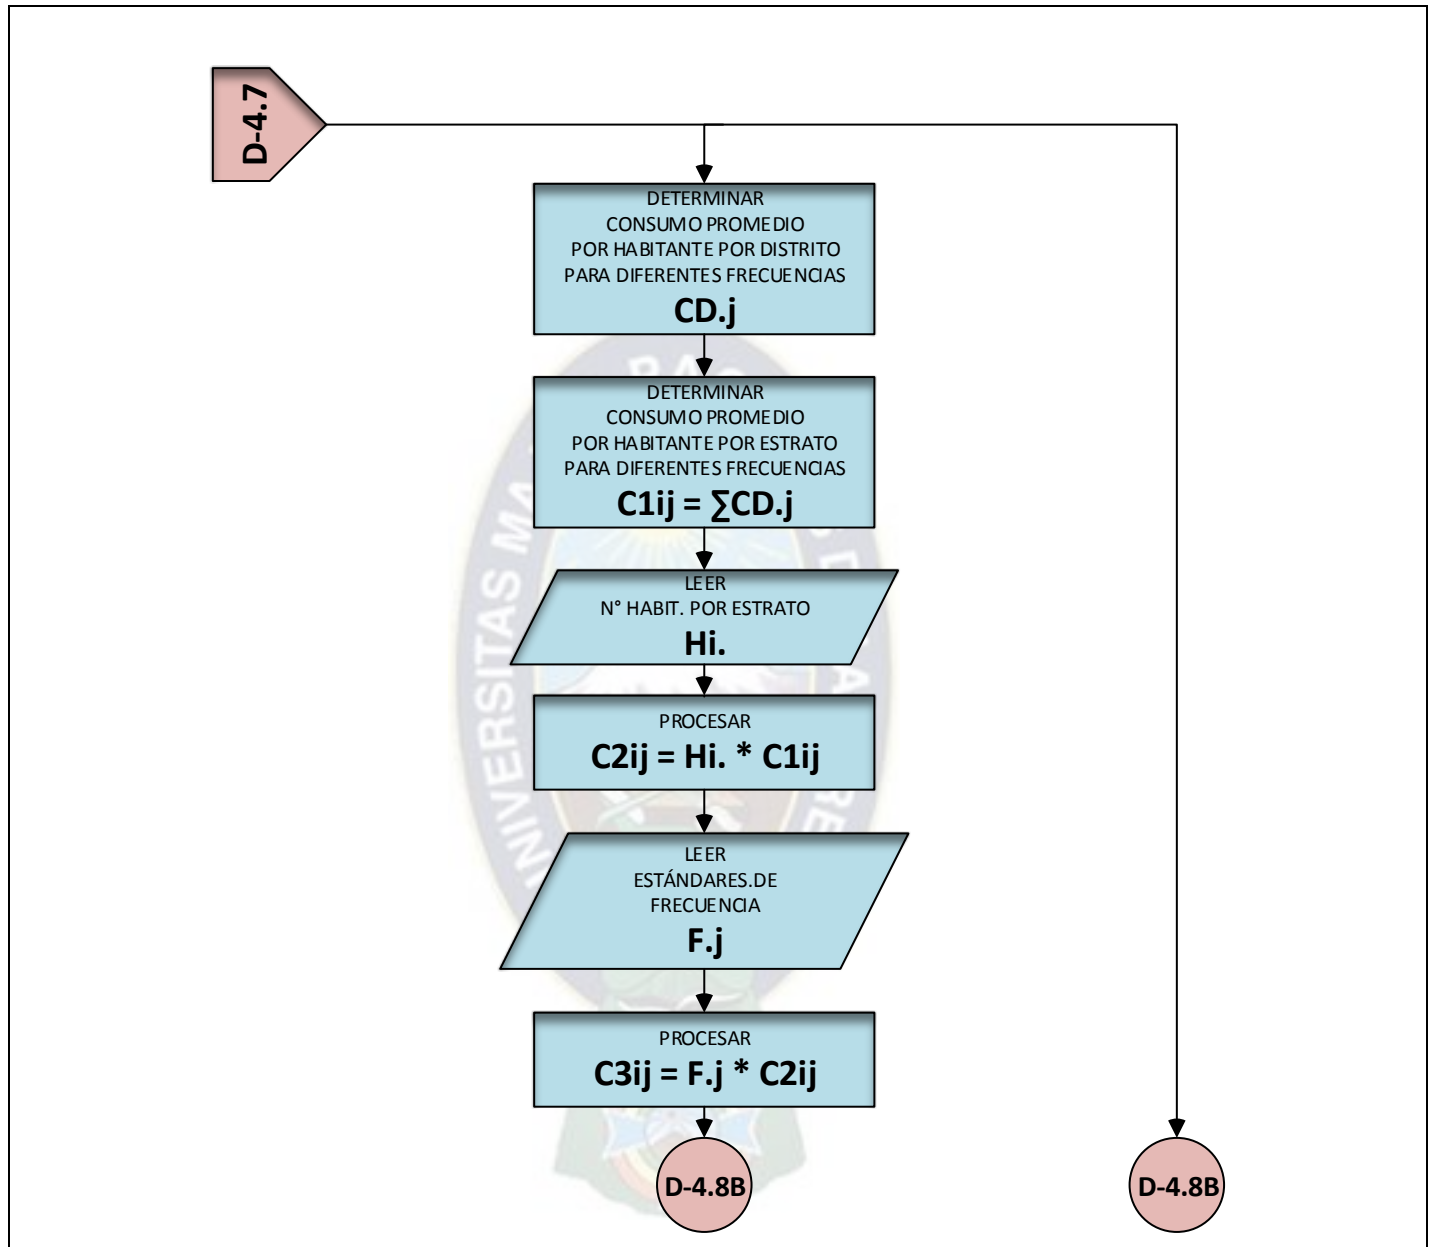 D-4.7
DETERMINAR
CONSUMO PROMEDIO
POR HABITANTE POR DISTRITO
PARA DIFERENTES FRECUENCIAS
CD.j
DETERMINAR
CONSUMO PROMEDIO
POR HABITANTE POR ESTRATO
PARA DIFERENTES FRECUENCIAS
C1ij = ∑CD.j
LEER
N° HABIT. POR ESTRATO
Hi.
PROCESAR
C2ij = Hi. * C1ij
LEER
ESTÁNDARES.DE
FRECUENCIA
F.j
PROCESAR
C3ij = F.j * C2ij
D-4.8B
D-4.8B
UNIVERSITAS